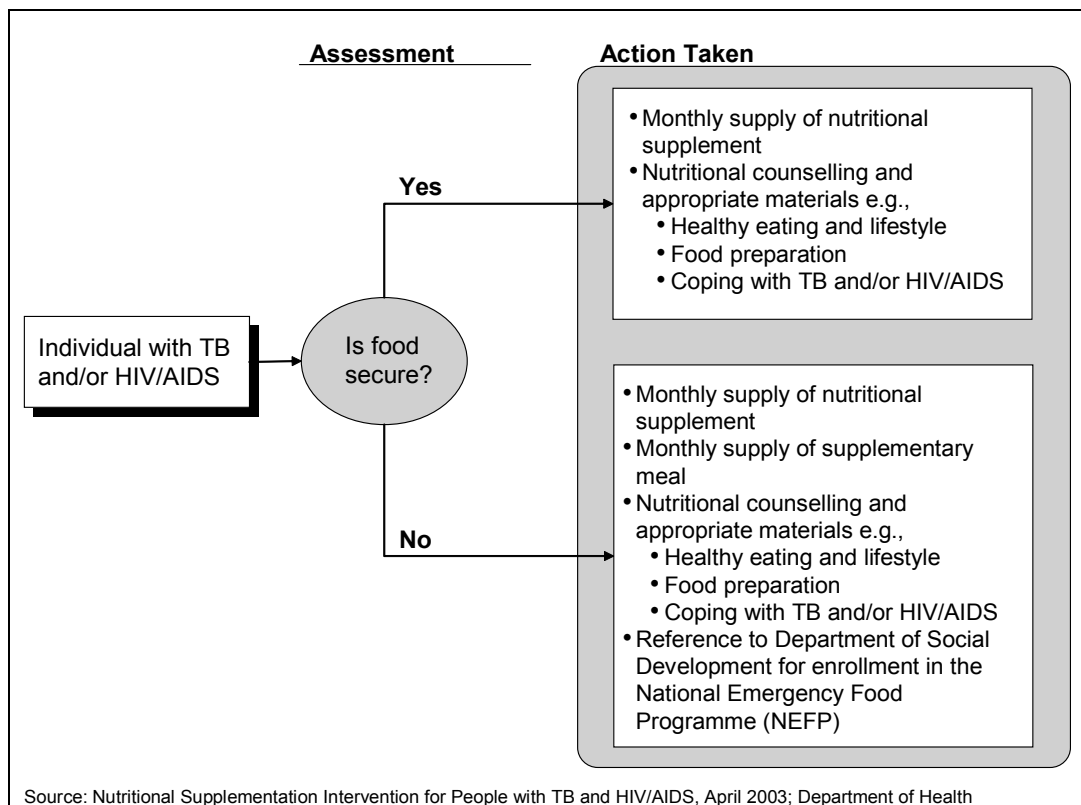 Assessment
Action Taken
Individual with TB
and/or HIV/AIDS
Is food
secure?
Yes
• Monthly supply of nutritional
supplement
• Nutritional counselling and
appropriate materials e.g.,
• Healthy eating and lifestyle
• Food preparation
• Coping with TB and/or HIV/AIDS
No
• Monthly supply of nutritional
supplement
• Monthly supply of supplementary
meal
• Nutritional counselling and
appropriate materials e.g.,
• Healthy eating and lifestyle
• Food preparation
• Coping with TB and/or HIV/AIDS
• Reference to Department of Social
Development for enrollment in the
National Emergency Food
Programme (NEFP)
Source: Nutritional Supplementation Intervention for People with TB and HIV/AIDS, April 2003; Department of Health